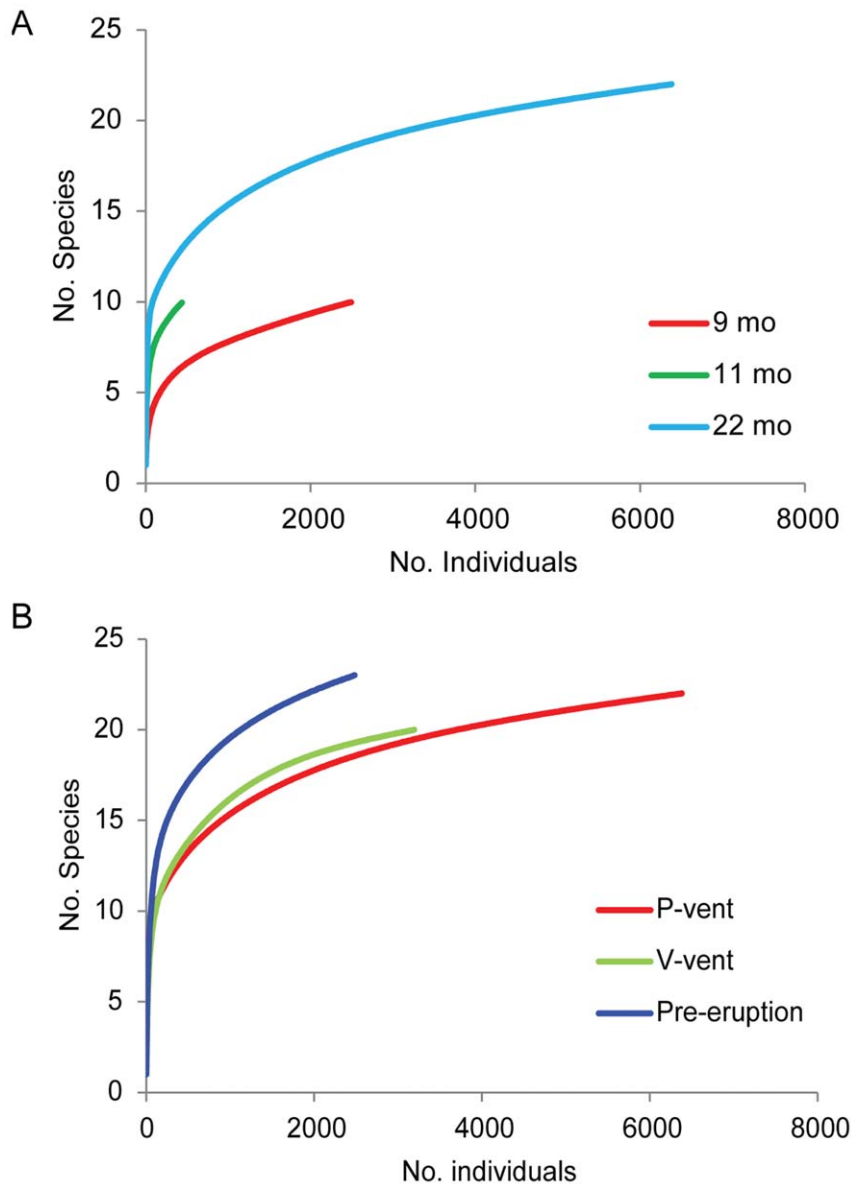 A
25
20
15
10
5
0
No. Species
0 2000 4000 6000 8000
No. Individuals
9 mo
11 mo
22 mo
B
25
20
15
10
5
0
No. Species
0 2000 4000 6000 8000
No. individuals
P-vent
V-vent
Pre-eruption